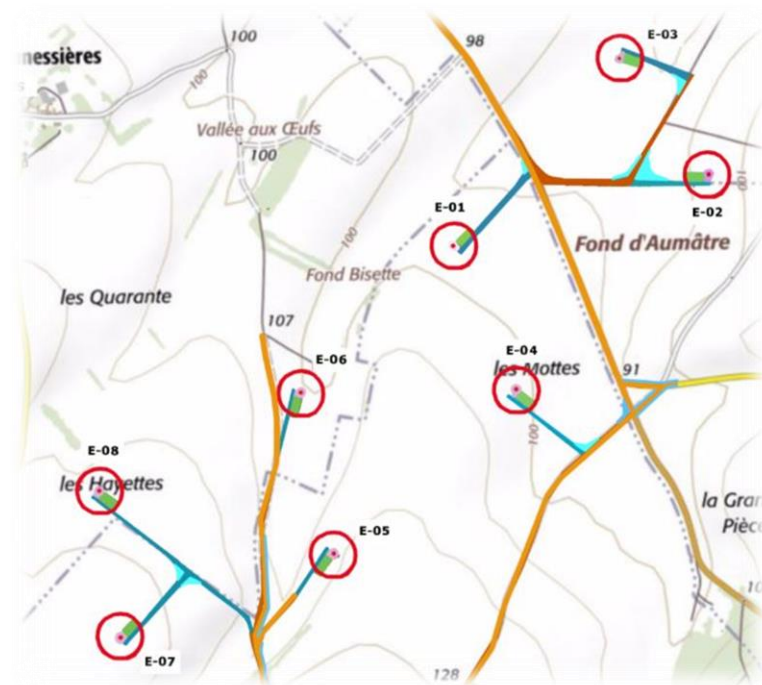 98
E-03
100
nessières
100
Vallée aux Œufs
100
E-01
E-02
100
100
Fond d'Aumâtre
Fond Bisette
les Quarante
107
E-04
E-06
les Mottes
91
100
E-08
les Hayettes
la Gran
Pièc
E-05
10
E-07
128